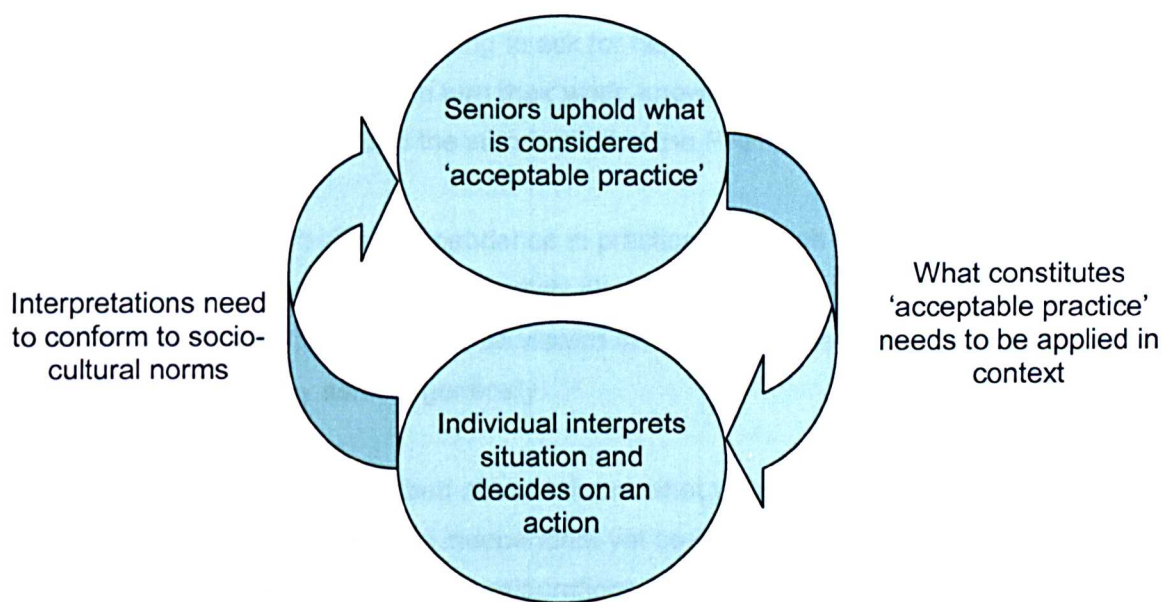 Seniors uphold what
is considered
‘acceptable practice’
Interpretations need
to conform to socio-
cultural norms
What constitutes
‘acceptable practice’
needs to be applied in
context
Individual interprets
situation and
decides on an
action